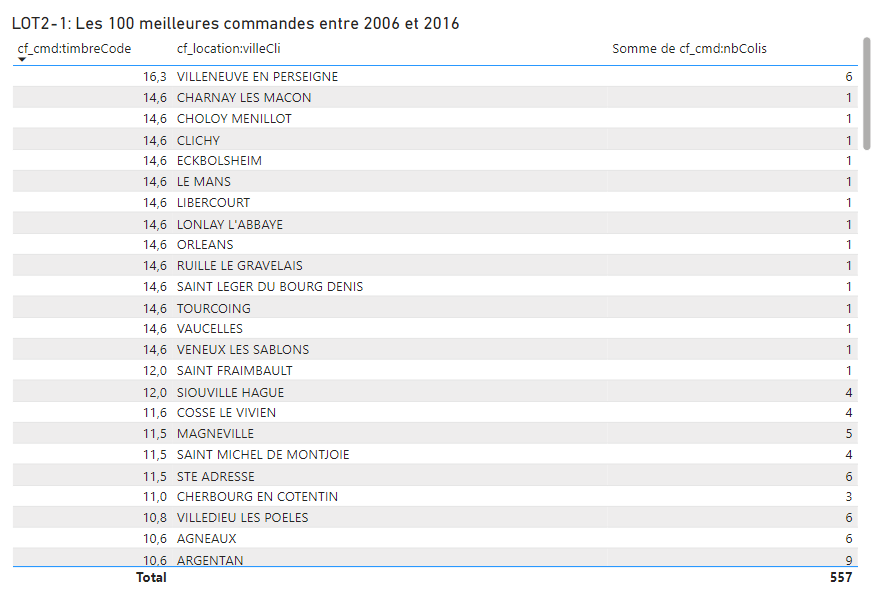 LOT2-1: Les 100 meilleures commandes entre 2006 et 2016
cf_cmd:timbreCode cf_location:villeCli Somme de cf_cmd:nbColis
16,3 VILLENEUVE EN PERSEIGNE 6
14,6 CHARNAY LES MACON 1
14,6 CHOLOY MENILLOT 1
14,6 CLICHY 1
14,6 ECKBOLSHEIM 1
14,6 LE MANS 1
14,6 LIBERCOURT 1
14,6 LONLAY L'ABBAYE 1
14,6 ORLEANS 1
14,6 RUILLE LE GRAVELAIS 1
14,6 SAINT LEGER DU BOURG DENIS 1
14,6 TOURCOING 1
14,6 VAUCELLES 1
14,6 VENEUX LES SABLONS 1
12,0 SAINT FRAIMBAULT 1
12,0 SIOUVILLE HAGUE 4
11,6 COSSE LE VIVIEN 4
11,5 MAGNEVILLE 5
11,5 SAINT MICHEL DE MONTJOIE 4
11,5 STE ADRESSE 6
11,0 CHERBOURG EN COTENTIN 3
10,8 VILLEDIEU LES POELES 6
10,6 AGNEAUX 6
10,6 ARGENTAN 9
Total 557